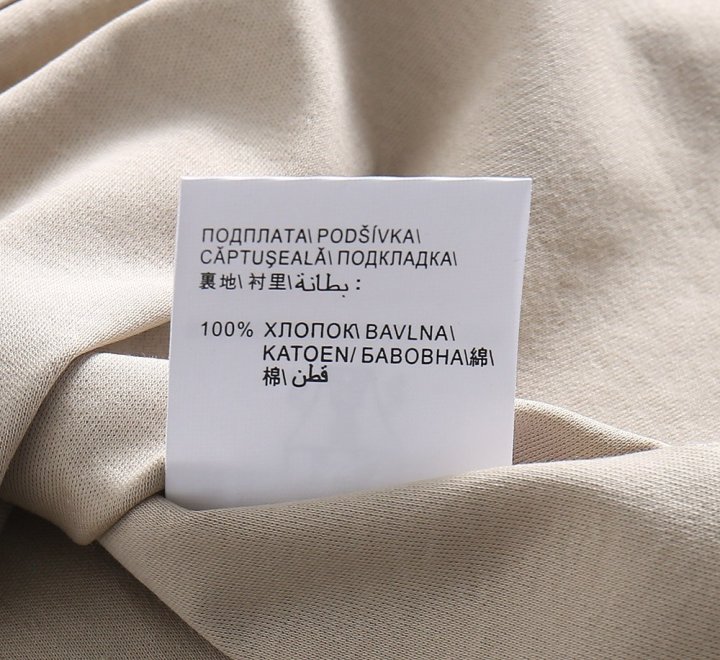 ПОДПЛАТА\ PODŠÍVKA\
CĂPTUŞEALĂ\ ПОДКЛАДКА\
裏地\ 衬里\بطانة :
100% ХЛОПОК\ BAVLNA\
KATOEN/ БАВОВНА\綿\
棉\ قطن